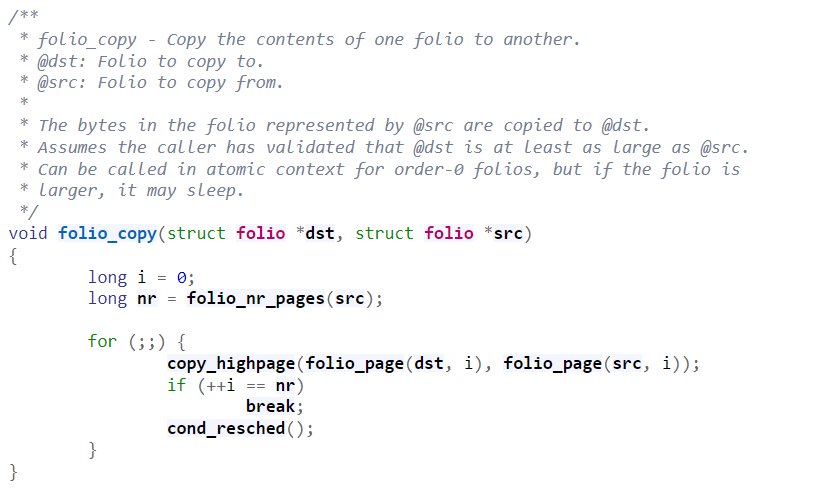 /**
 * folio_copy - Copy the contents of one folio to another.
 * @dst: Folio to copy to.
 * @src: Folio to copy from.
 *
 * The bytes in the folio represented by @src are copied to @dst.
 * Assumes the caller has validated that @dst is at least as large as @src.
 * Can be called in atomic context for order-0 folios, but if the folio is
 * larger, it may sleep.
 */
void folio_copy(struct folio *dst, struct folio *src)
{
        long i = 0;
        long nr = folio_nr_pages(src);

        for (;;) {
                copy_highpage(folio_page(dst, i), folio_page(src, i));
                if (++i == nr)
                        break;
                cond_resched();
        }
}